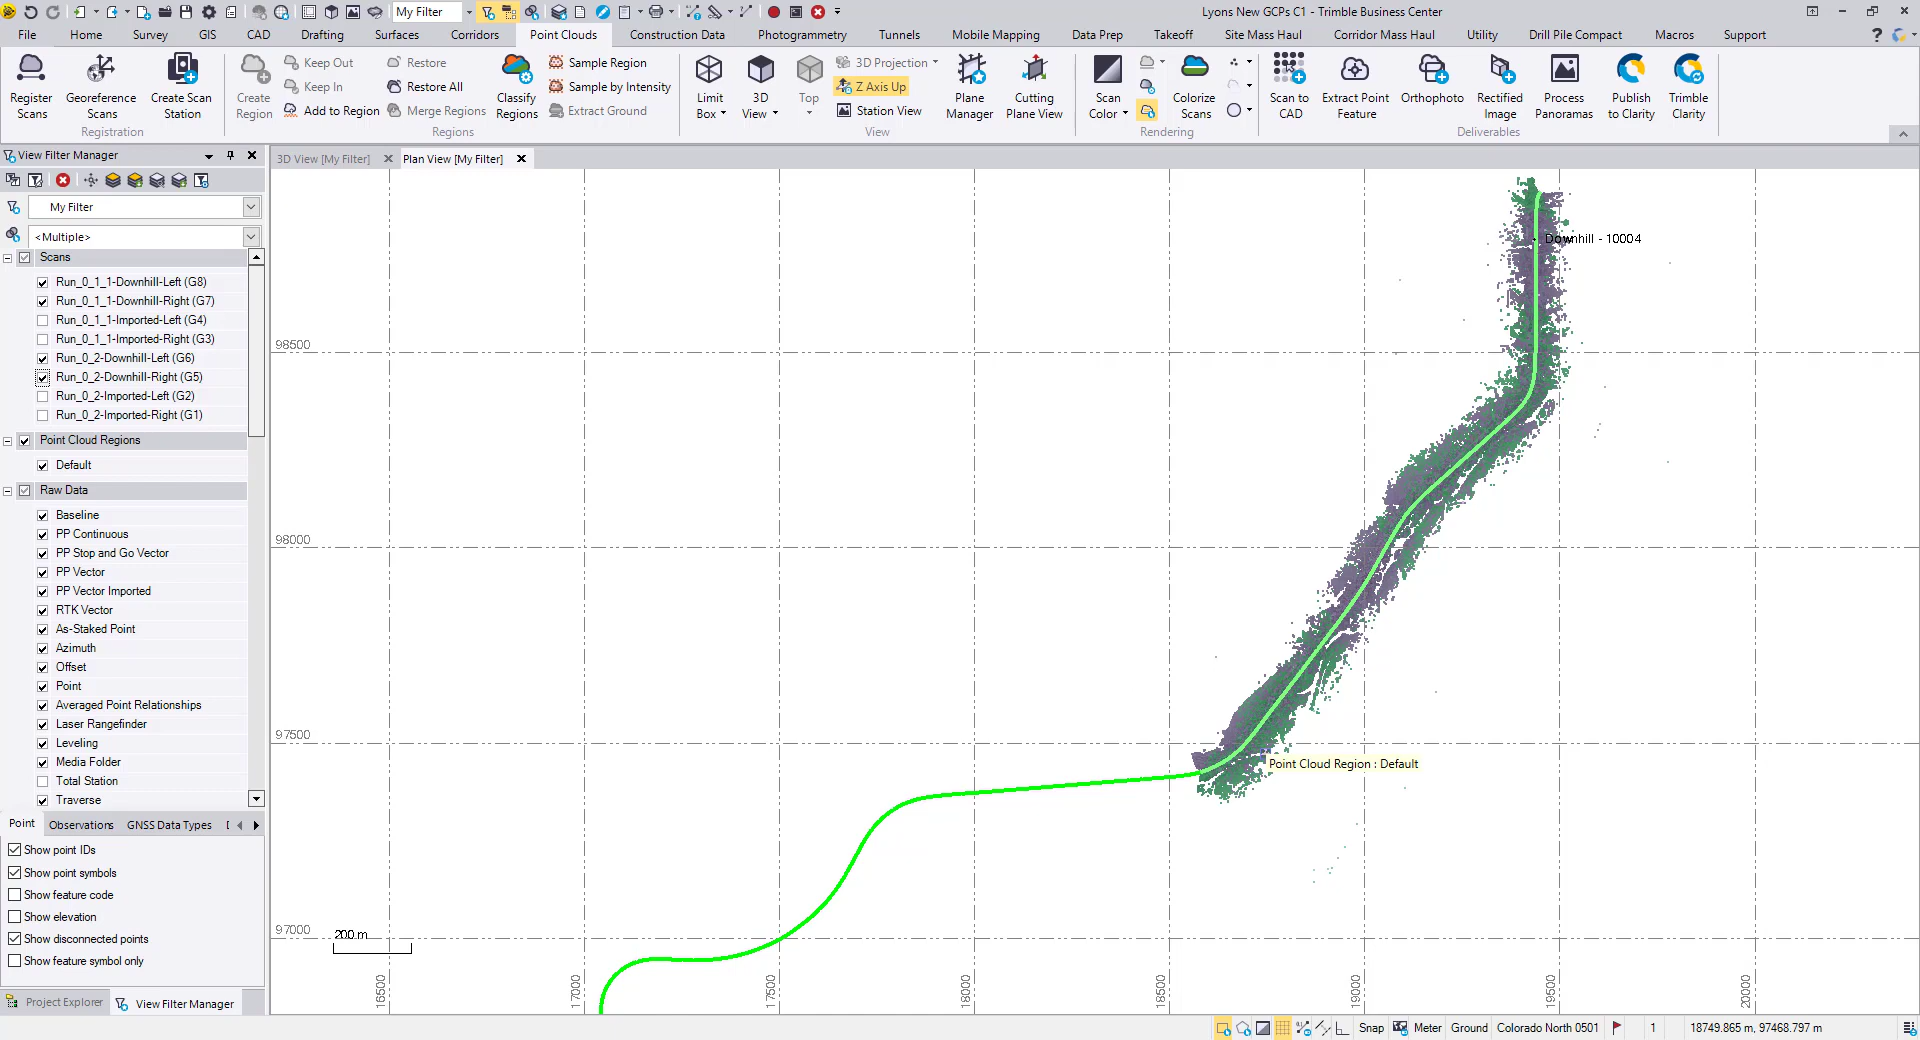 My Filter
Lyons New GCPs C1 - Trimble Business Center
File Home Survey GIS CAD Drafting Surfaces Corridors Point Clouds Construction Data Photogrammetry Tunnels Mobile Mapping Data Prep Takeoff Site Mass Haul Corridor Mass Haul Utility Drill Pile Compact Macros Support
Register Scans
Georeference Scans
Create Scan Station
Registration
Create Region
Keep Out
Keep In
Add to Region
Restore
Restore All
Merge Regions
Classify Regions
Sample Region
Sample by Intensity
Extract Ground
Regions
Limit Box
3D View
Top
3D Projection
Z Axis Up
Station View
Plane Manager
Cutting Plane View
View
Scan Color
Colorize Scans
Rendering
Scan to CAD
Extract Point Feature
Orthophoto
Rectified Image
Process Panoramas
Publish to Clarity
Trimble Clarity
Deliverables
View Filter Manager
3D View [My Filter]
Plan View [My Filter]
My Filter
<Multiple>
Scans
Run_0_1_1-Downhill-Left (G8)
Run_0_1_1-Downhill-Right (G7)
Run_0_1_1-Imported-Left (G4)
Run_0_1_1-Imported-Right (G3)
Run_0_2-Downhill-Left (G6)
Run_0_2-Downhill-Right (G5)
Run_0_2-Imported-Left (G2)
Run_0_2-Imported-Right (G1)
Point Cloud Regions
Default
Raw Data
Baseline
PP Continuous
PP Stop and Go Vector
PP Vector
PP Vector Imported
RTK Vector
As-Staked Point
Azimuth
Offset
Point
Averaged Point Relationships
Laser Rangefinder
Leveling
Media Folder
Total Station
Traverse
Point Observations GNSS Data Types
Show point IDs
Show point symbols
Show feature code
Show elevation
Show disconnected points
Show feature symbol only
Project Explorer
View Filter Manager
Downhill - 10004
98500
98000
97500
97000
Point Cloud Region : Default
200 m
16500
17000
17500
18000
18500
19000
19500
20000
Snap Meter Ground Colorado North 0501 1 18749.865 m, 97468.797 m